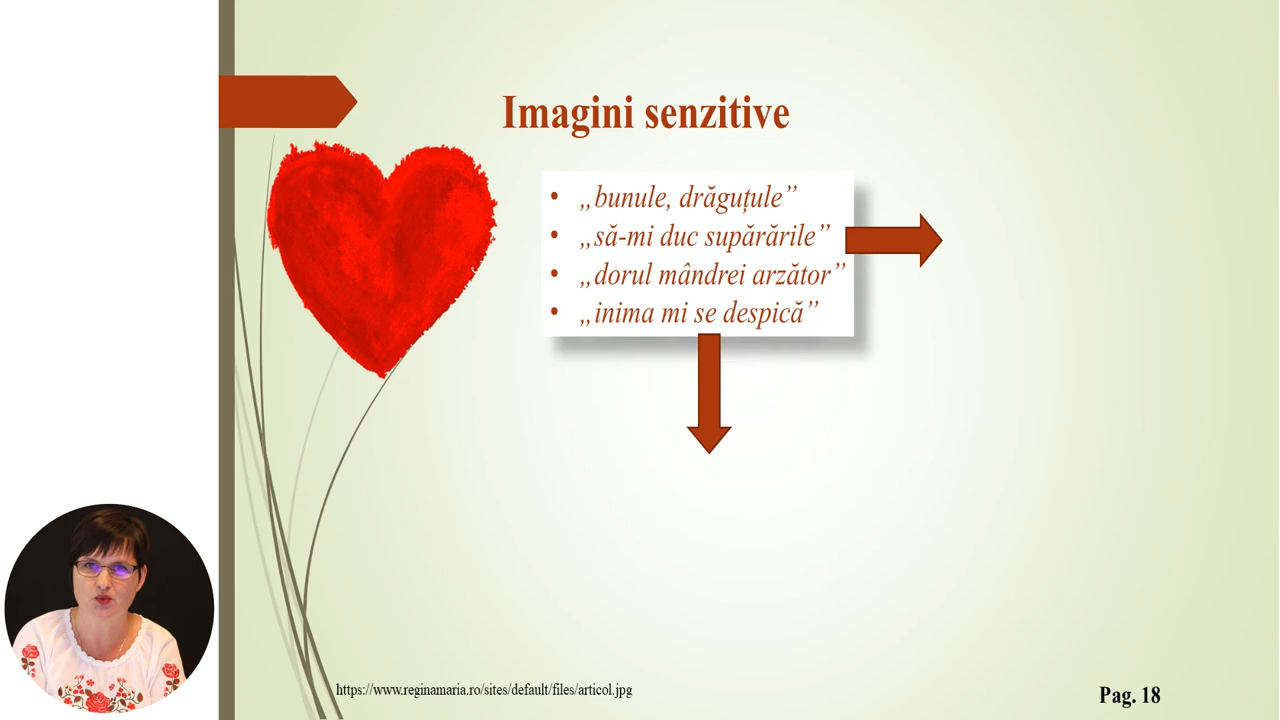 Imagini senzitive
• „bunule, drăguțule”
• „să-mi duc supărările”
• „dorul mândrei arzător”
• „inima mi se despică”
https://www.reginamaria.ro/sites/default/files/articol.jpg
Pag. 18